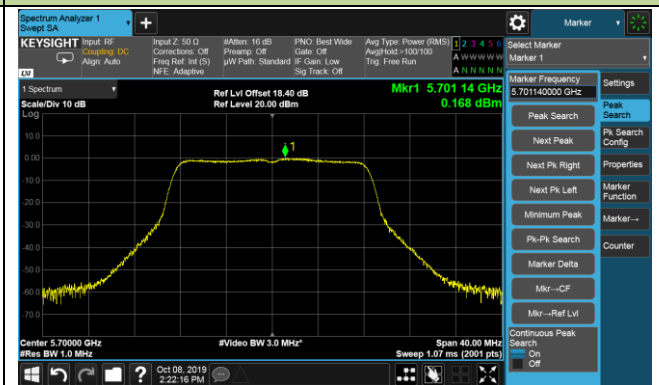 Spectrum Analyzer 1
Swept SA
+
Marker
KEYSIGHT
Input: RF
Coupling: DC
Align: Auto
Input Z: 50 Ω
Corrections: Off
Freq Ref: Int (S)
NFE: Adaptive
#Atten: 16 dB
Preamp: Off
µW Path: Standard
PNO: Best Wide
Gate: Off
IF Gain: Low
Sig Track: Off
Avg Type: Power (RMS)
Avg|Hold:>100/100
Trig: Free Run
1 2 3 4 5 6
A W W W W W
A N N N N N
LXI
Select Marker
Marker 1
1 Spectrum
Scale/Div 10 dB
Log
Ref Lvl Offset 18.40 dB
Ref Level 20.00 dBm
Mkr1 5.701 14 GHz
0.168 dBm
10.0
0.00
-10.0
-20.0
-30.0
-40.0
-50.0
-60.0
-70.0
1
Center 5.70000 GHz
#Res BW 1.0 MHz
#Video BW 3.0 MHz*
Span 40.00 MHz
Sweep 1.07 ms (2001 pts)
Marker Frequency
5.701140000 GHz
Peak Search
Next Peak
Next Pk Right
Next Pk Left
Minimum Peak
Pk-Pk Search
Marker Delta
Mkr→CF
Mkr→Ref Lvl
Continuous Peak
Search
On
Off
Settings
Peak
Search
Pk Search
Config
Properties
Marker
Function
Marker→
Counter
?
Oct 08, 2019
2:22:16 PM